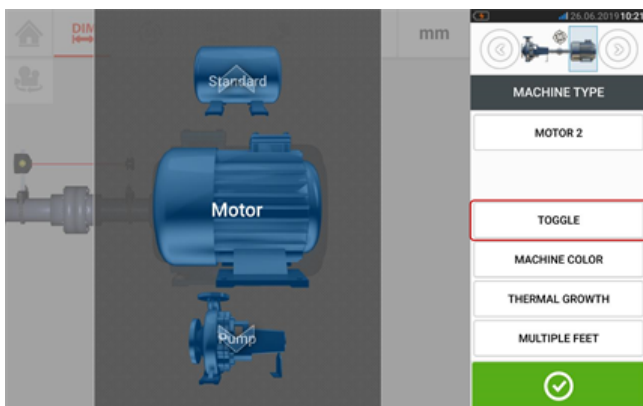 DIM
mm
Standard
Motor
Pump
26.06.2019 10:21
MACHINE TYPE
MOTOR 2
TOGGLE
MACHINE COLOR
THERMAL GROWTH
MULTIPLE FEET